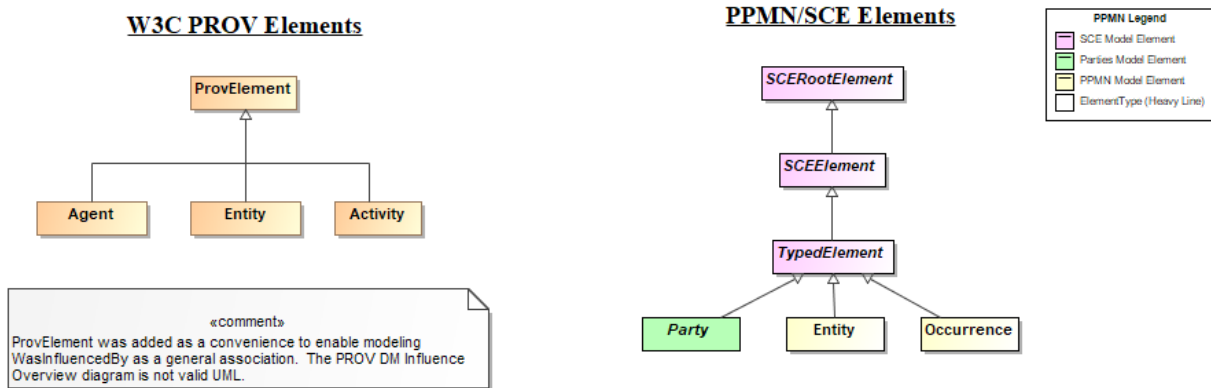 W3C PROV Elements
ProvElement
Agent
Entity
Activity
«comment»
ProvElement was added as a convenience to enable modeling
WasInfluencedBy as a general association. The PROV DM Influence
Overview diagram is not valid UML.
PPMN/SCE Elements
SCERootElement
SCEElement
TypedElement
Party
Entity
Occurrence
PPMN Legend
SCE Model Element
Parties Model Element
PPMN Model Element
ElementType (Heavy Line)